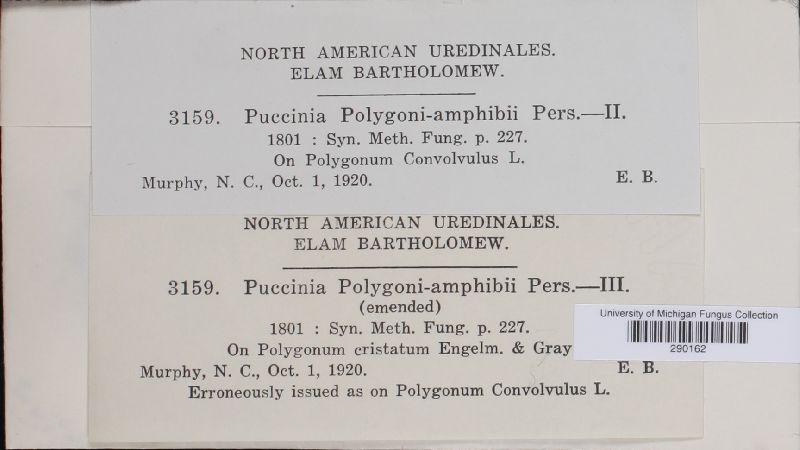 NORTH AMERICAN UREDINALES.
ELAM BARTHOLOMEW.
3159. Puccinia Polygoni-amphibii Pers.—II.
1801 : Syn. Meth. Fung. p. 227.
On Polygonum Convolvulus L.
Murphy, N. C., Oct. 1, 1920. E. B.
NORTH AMERICAN UREDINALES.
ELAM BARTHOLOMEW.
3159. Puccinia Polygoni-amphibii Pers.—III.
(emended)
1801 : Syn. Meth. Fung. p. 227.
On Polygonum cristatum Engelm. & Gray
Murphy, N. C., Oct. 1, 1920. E. B.
Erroneously issued as on Polygonum Convolvulus L.
University of Michigan Fungus Collection
290162